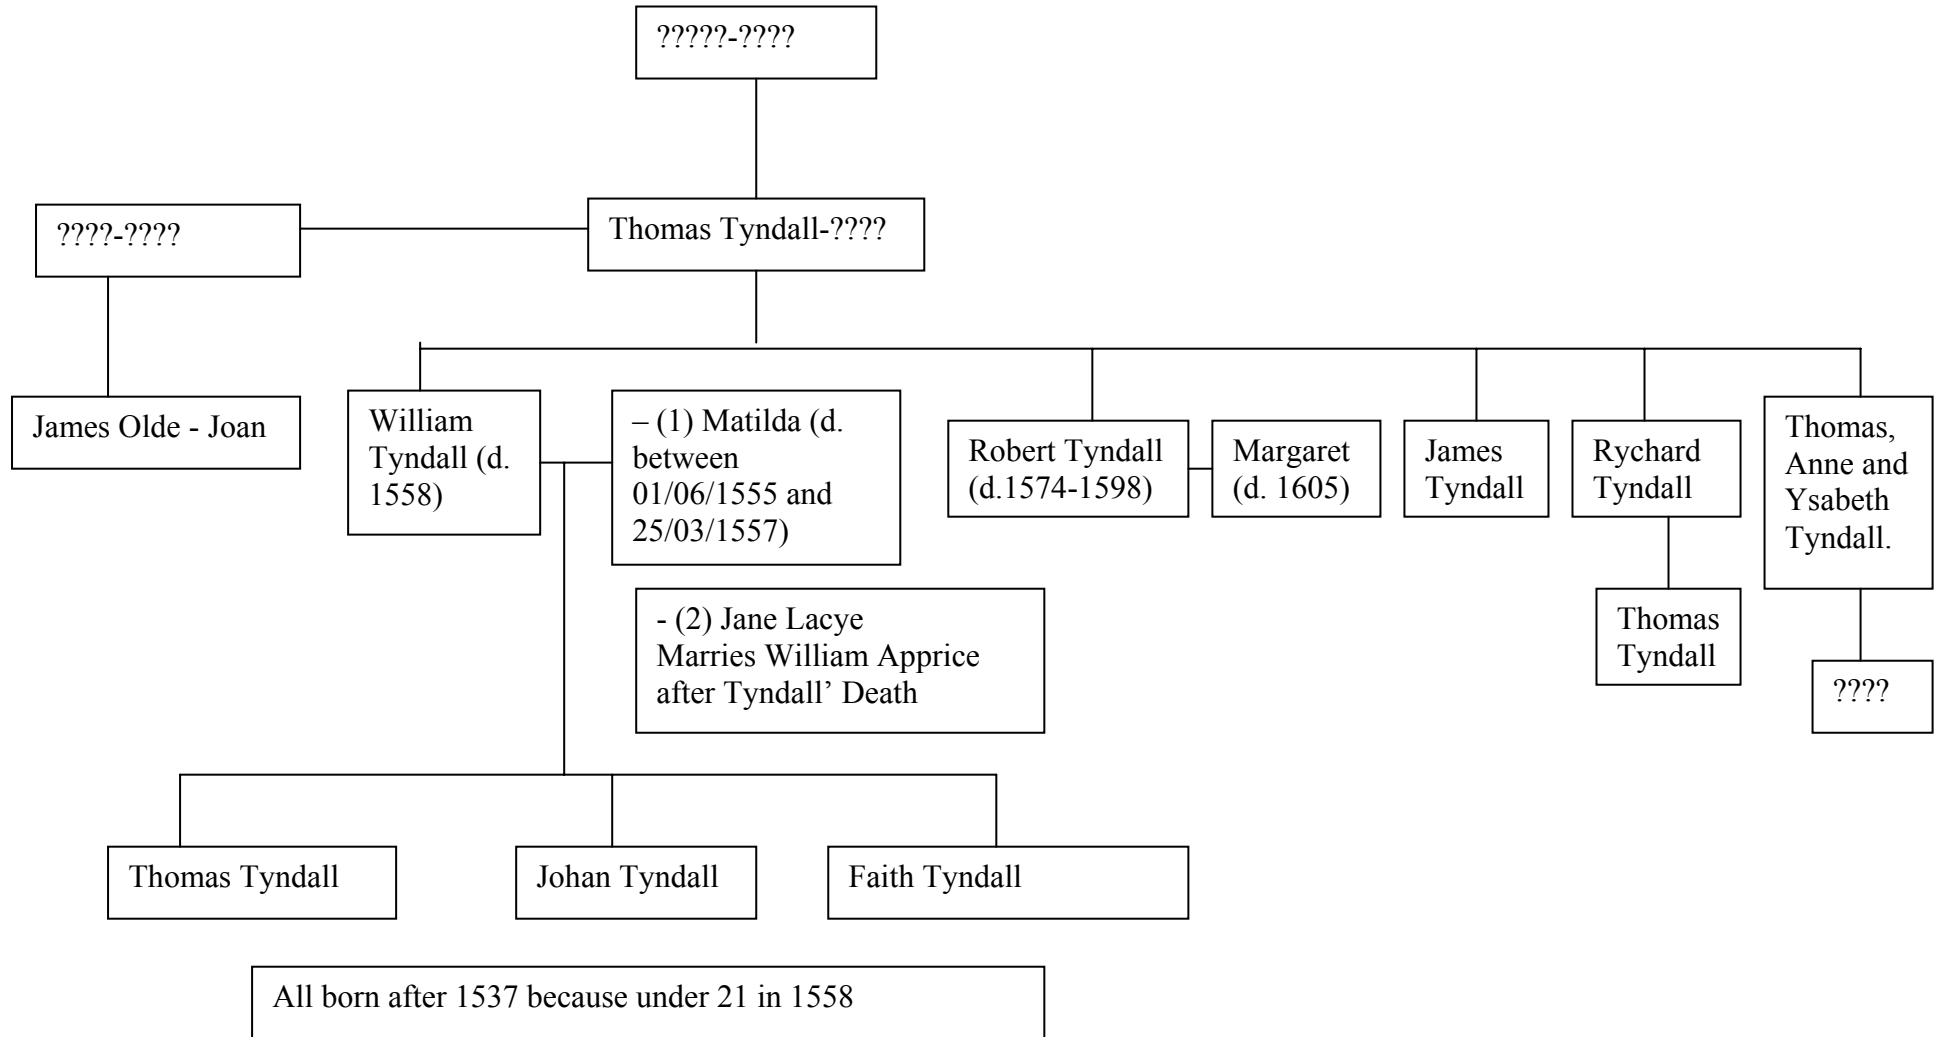 ?????-????
????-????
Thomas Tyndall-????
James Olde - Joan
William
Tyndall (d.
1558)
– (1) Matilda (d.
between
01/06/1555 and
25/03/1557)
Robert Tyndall
(d.1574-1598)
Margaret
(d. 1605)
James
Tyndall
Rychard
Tyndall
Thomas,
Anne and
Ysabeth
Tyndall.
- (2) Jane Lacye
Marries William Apprice
after Tyndall’ Death
Thomas
Tyndall
????
Thomas Tyndall
Johan Tyndall
Faith Tyndall
All born after 1537 because under 21 in 1558